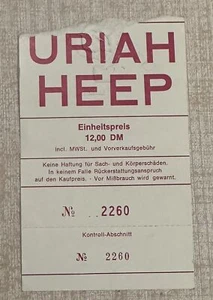 URIAH
HEEP
Einheitspreis
12,00 DM
incl. MWSt. und Vorverkaufsgebühr
Keine Haftung für Sach- und Körperschäden.
In keinem Falle Rückerstattungsanspruch
auf den Kaufpreis. - Vor Mißbrauch wird gewarnt.
№ 2260
Kontroll-Abschnitt
№ 2260